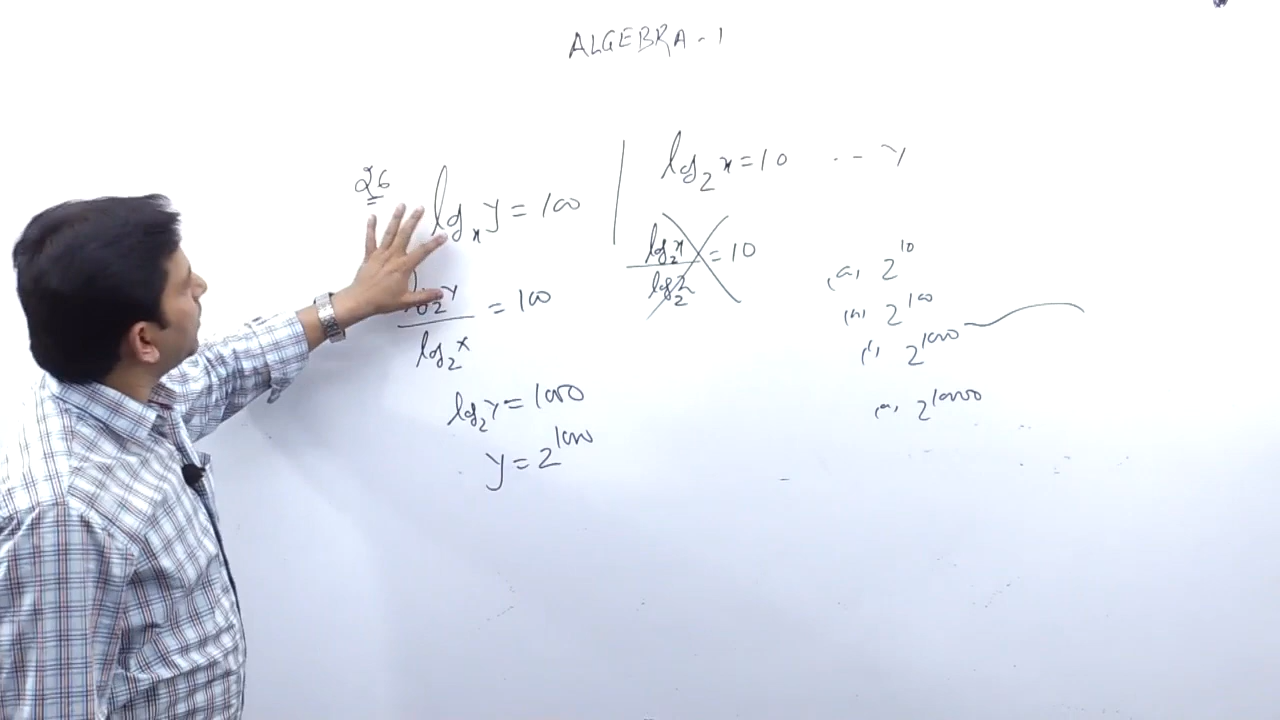 ALGEBRA - 1
26
log_x y = 100
log_2 x = 10 -- y
log_2 y / log_2 x = 100
log_2 x / log_2 2 = 10
log_2 y = 1000
y = 2^1000
(a) 2^10
(b) 2^100
(c) 2^1000
(d) 2^10000